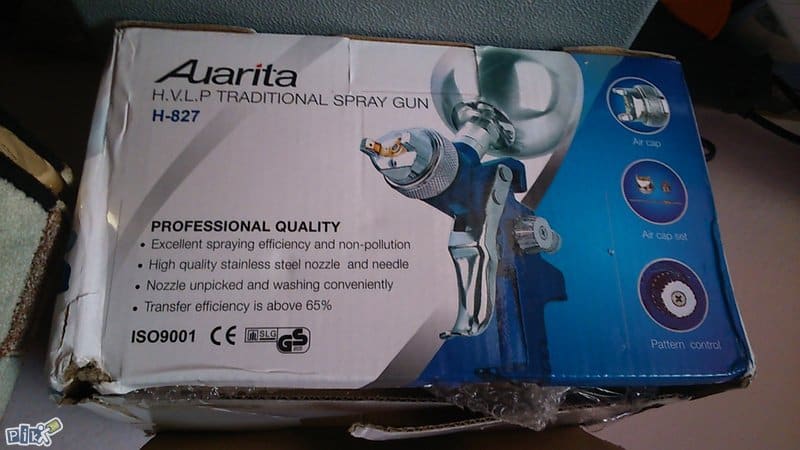 Auarita
H.V.L.P TRADITIONAL SPRAY GUN
H-827
PROFESSIONAL QUALITY
• Excellent spraying efficiency and non-pollution
• High quality stainless steel nozzle and needle
• Nozzle unpicked and washing conveniently
• Transfer efficiency is above 65%
ISO9001 CE SLG GS
Air cap
Air cap set
Pattern control
pik